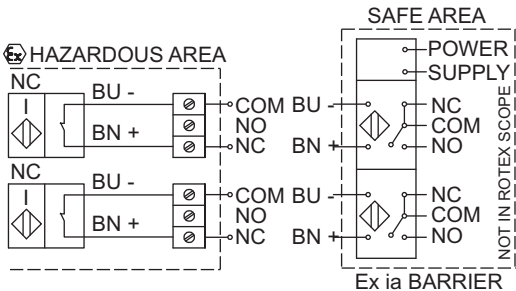 SAFE AREA
Ex HAZARDOUS AREA
POWER
SUPPLY
NC
I
BU -
BN +
COM
NO
NC
BU -
BN +
NC
COM
NO
NC
I
BU -
BN +
COM
NO
NC
BU -
BN +
NC
COM
NO
NOT IN ROTEX SCOPE
Ex ia BARRIER